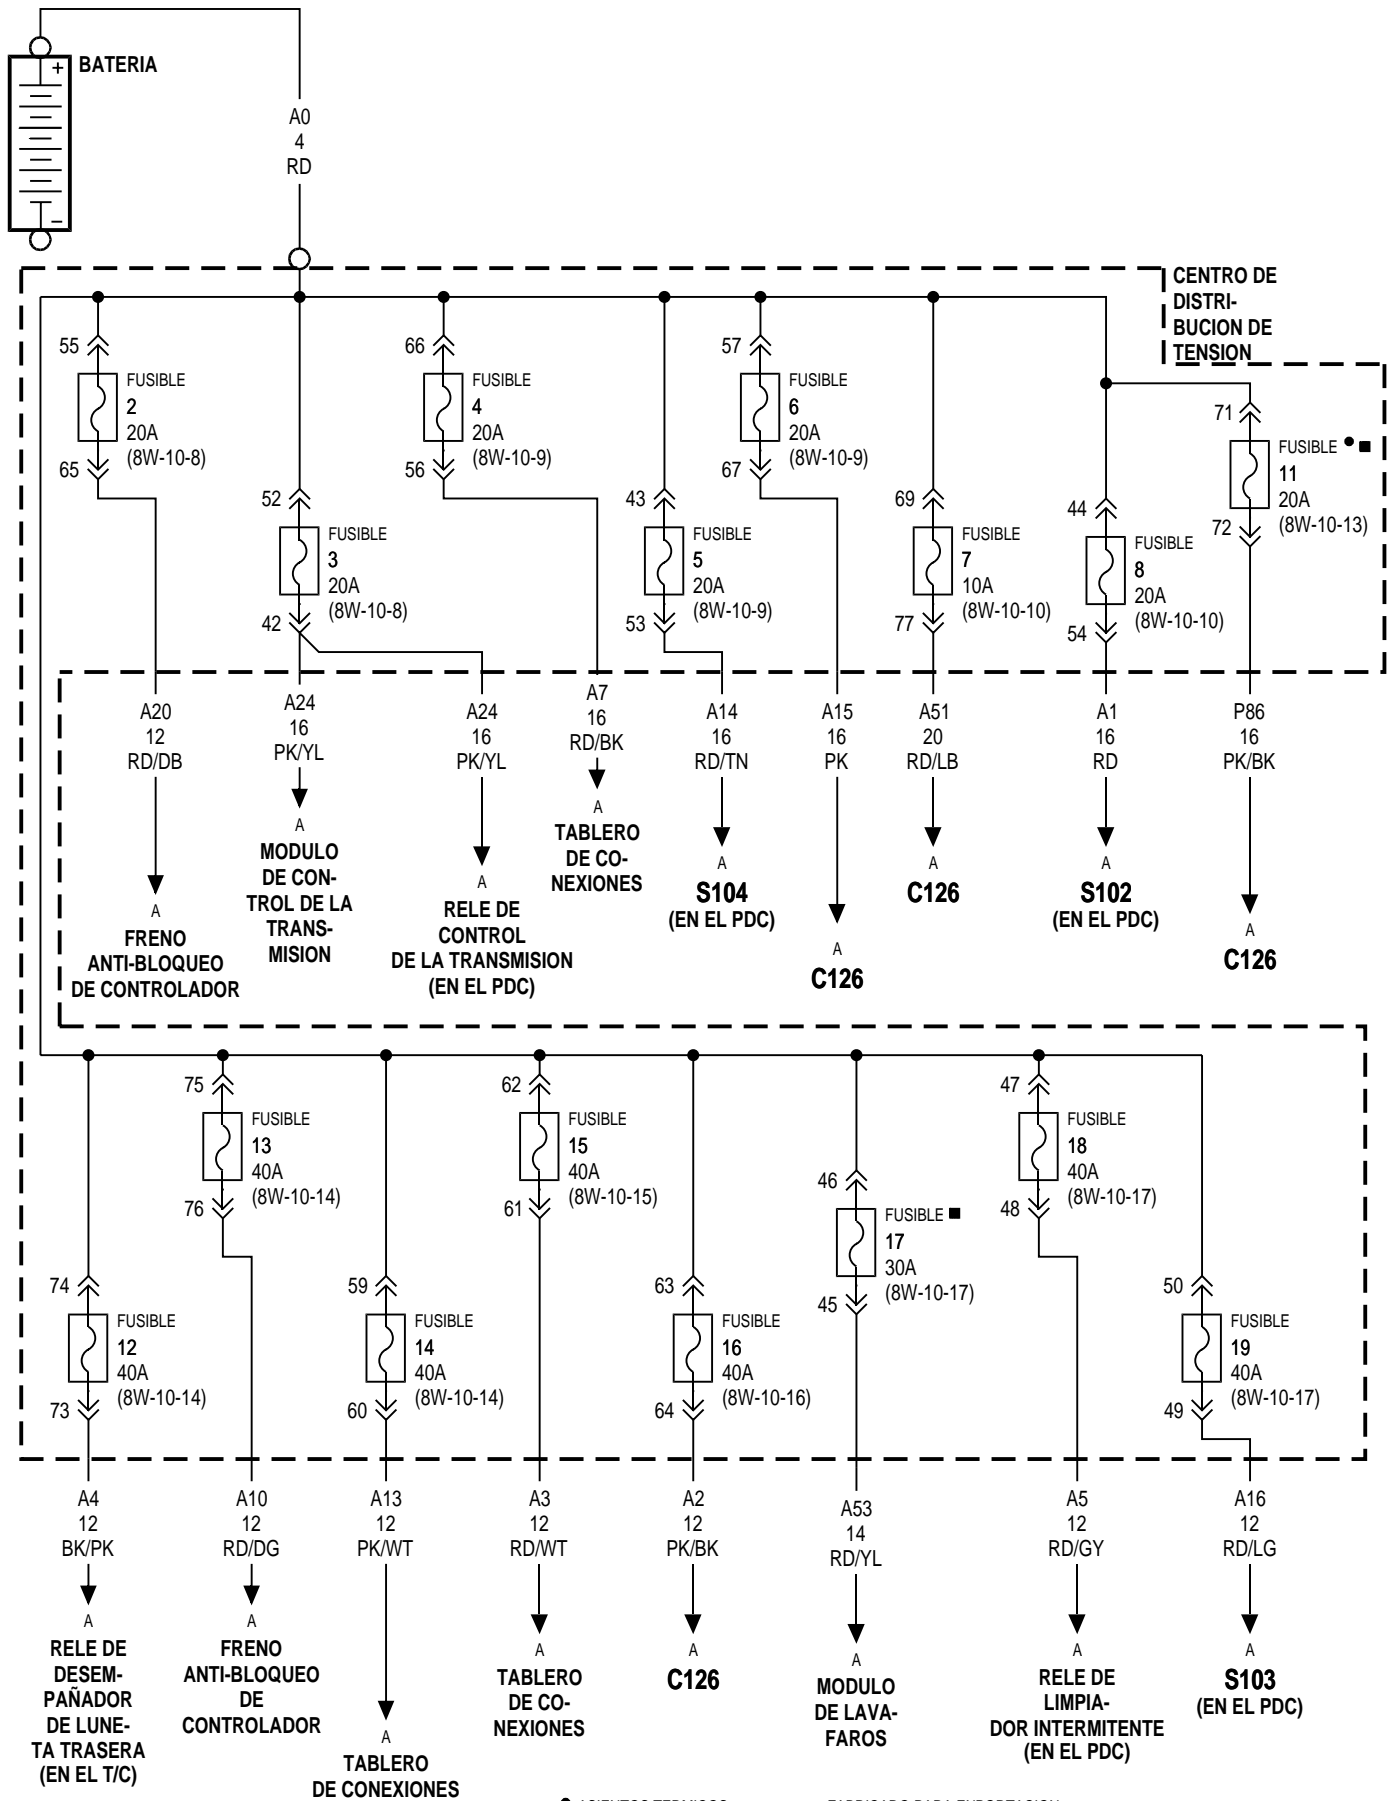 +
BATERIA
−
A0
4
RD
CENTRO DE
DISTRI-
BUCION DE
TENSION
55
FUSIBLE
2
20A
(8W-10-8)
65
52
FUSIBLE
3
20A
(8W-10-8)
42
66
FUSIBLE
4
20A
(8W-10-9)
56
43
FUSIBLE
5
20A
(8W-10-9)
53
57
FUSIBLE
6
20A
(8W-10-9)
67
69
FUSIBLE
7
10A
(8W-10-10)
77
44
FUSIBLE
8
20A
(8W-10-10)
54
71
FUSIBLE ● ■
11
20A
(8W-10-13)
72
A20
12
RD/DB
A
FRENO
ANTI-BLOQUEO
DE CONTROLADOR
A24
16
PK/YL
A
MODULO
DE CON-
TROL DE LA
TRANS-
MISION
A24
16
PK/YL
A
RELE DE
CONTROL
DE LA TRANSMISION
(EN EL PDC)
A7
16
RD/BK
A
TABLERO
DE CO-
NEXIONES
A14
16
RD/TN
A
S104
(EN EL PDC)
A15
16
PK
A
C126
A51
20
RD/LB
A
C126
A1
16
RD
A
S102
(EN EL PDC)
P86
16
PK/BK
A
C126
74
FUSIBLE
12
40A
(8W-10-14)
73
75
FUSIBLE
13
40A
(8W-10-14)
76
59
FUSIBLE
14
40A
(8W-10-14)
60
62
FUSIBLE
15
40A
(8W-10-15)
61
63
FUSIBLE
16
40A
(8W-10-16)
64
46
FUSIBLE ■
17
30A
(8W-10-17)
45
47
FUSIBLE
18
40A
(8W-10-17)
48
50
FUSIBLE
19
40A
(8W-10-17)
49
A4
12
BK/PK
A
RELE DE
DESEM-
PAÑADOR
DE LUNE-
TA TRASERA
(EN EL T/C)
A10
12
RD/DG
A
FRENO
ANTI-BLOQUEO
DE
CONTROLADOR
A13
12
PK/WT
A
TABLERO
DE CONEXIONES
A3
12
RD/WT
A
TABLERO
DE CO-
NEXIONES
A2
12
PK/BK
A
C126
A53
14
RD/YL
A
MODULO
DE LAVA-
FAROS
A5
12
RD/GY
A
RELE DE
LIMPIA-
DOR INTERMITENTE
(EN EL PDC)
A16
12
RD/LG
A
S103
(EN EL PDC)